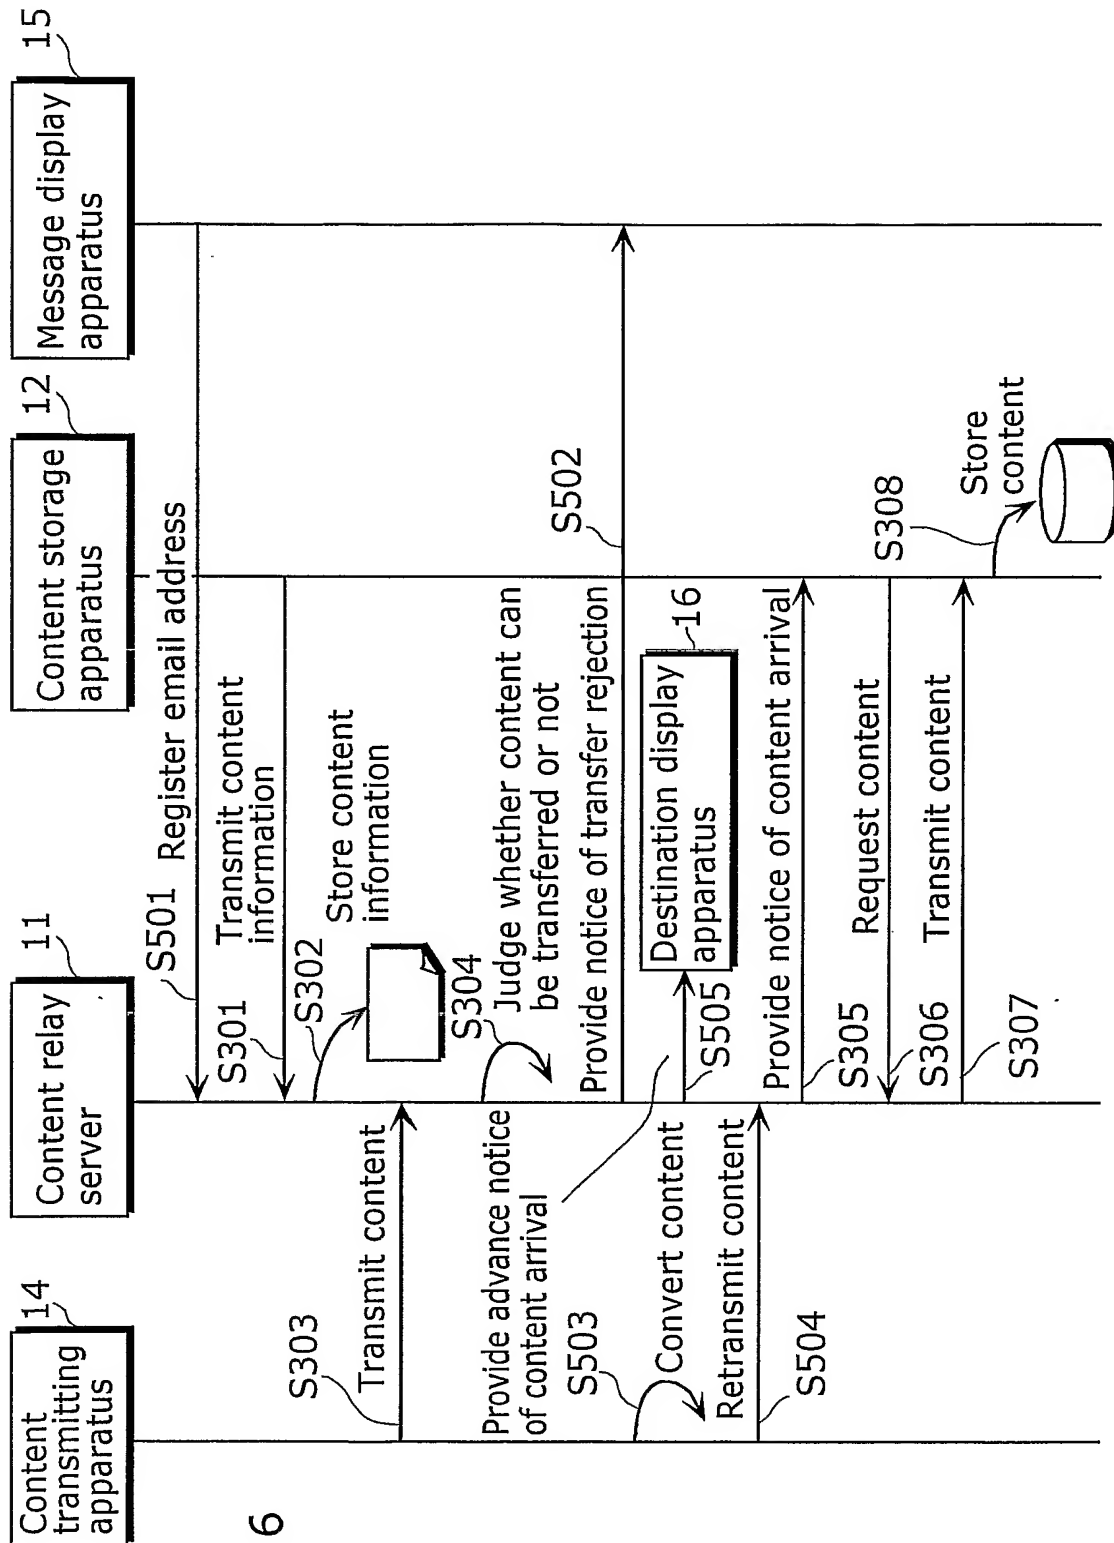 6
Content
transmitting
apparatus
14
Content relay
server
11
Content storage
apparatus
12
Message display
apparatus
15
S501
Register email address
Transmit content
information
S301
S302
Store content
information
S303
Transmit content
S304
Judge whether content can
be transferred or not
Provide notice of transfer rejection
S502
Provide advance notice
of content arrival
S503
Convert content
Destination display
apparatus
16
S505
Retransmit content
S504
Provide notice of content arrival
S305
Request content
S306
Transmit content
S307
S308
Store
content